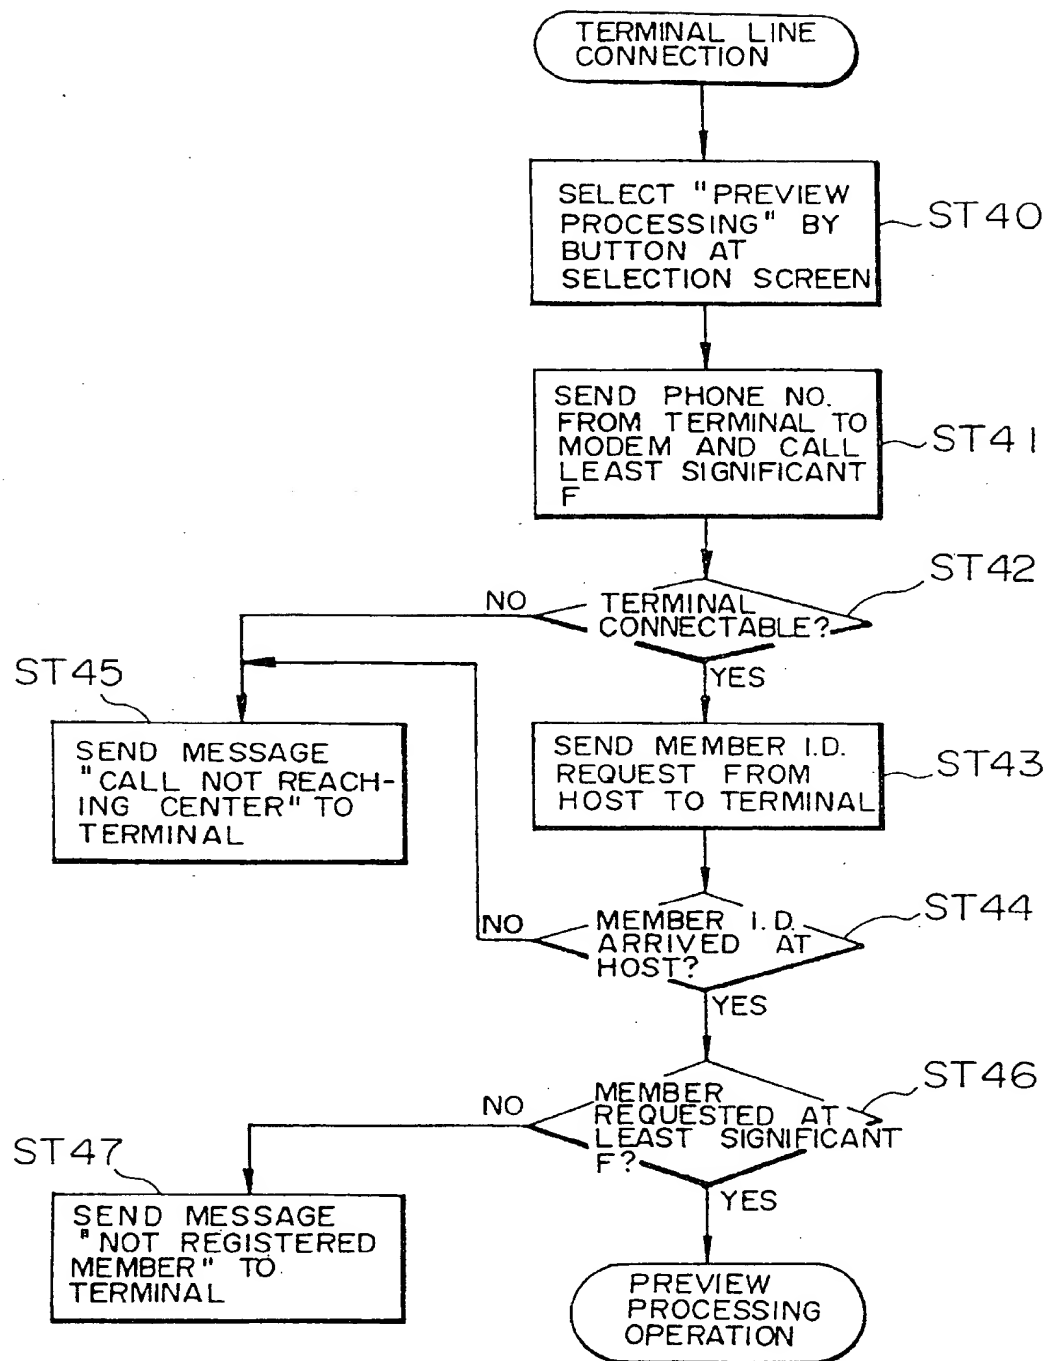 TERMINAL LINE
CONNECTION
SELECT "PREVIEW
PROCESSING" BY
BUTTON AT
SELECTION SCREEN
ST40
SEND PHONE NO.
FROM TERMINAL TO
MODEM AND CALL
LEAST SIGNIFICANT
F
ST41
ST42
TERMINAL
CONNECTABLE?
NO
YES
ST45
SEND MESSAGE
"CALL NOT REACH-
ING CENTER" TO
TERMINAL
SEND MEMBER I.D.
REQUEST FROM
HOST TO TERMINAL
ST43
MEMBER I.D.
ARRIVED AT
HOST?
ST44
NO
YES
MEMBER
REQUESTED AT
LEAST SIGNIFICANT
F?
ST46
NO
YES
ST47
SEND MESSAGE
"NOT REGISTERED
MEMBER" TO
TERMINAL
PREVIEW
PROCESSING
OPERATION